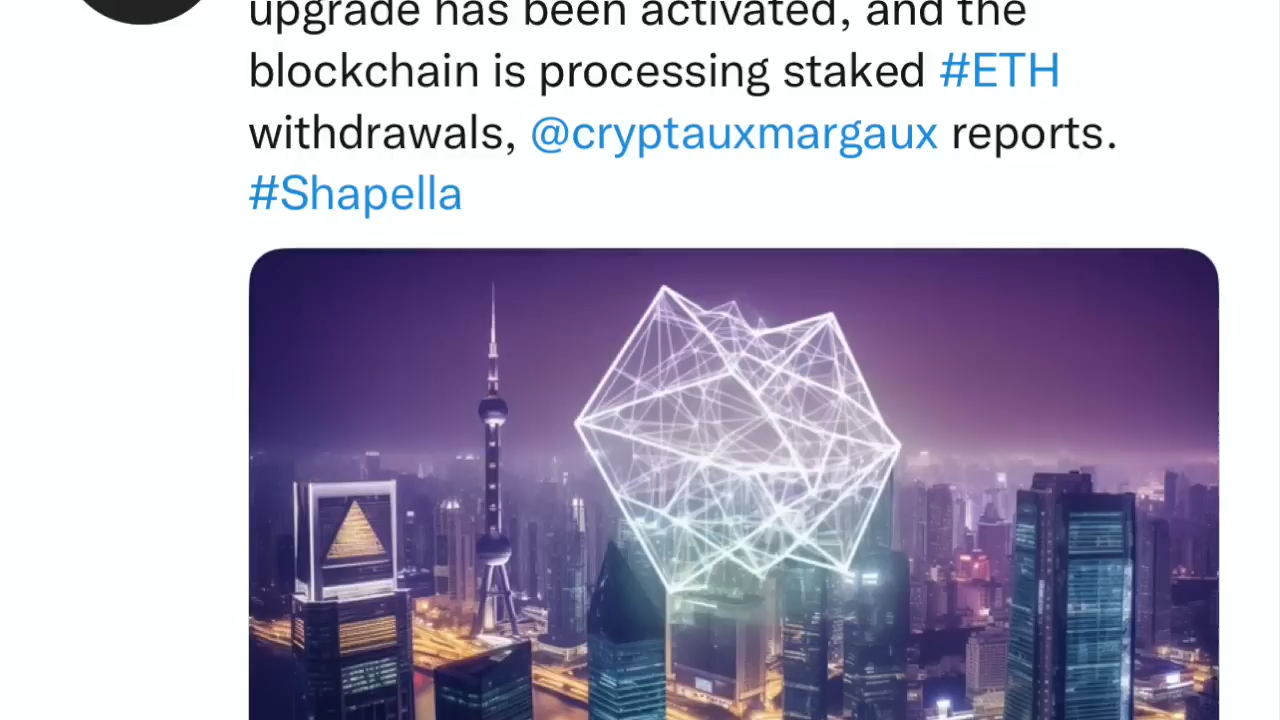 upgrade has been activated, and the
blockchain is processing staked #ETH
withdrawals, @cryptauxmargaux reports.
#Shapella